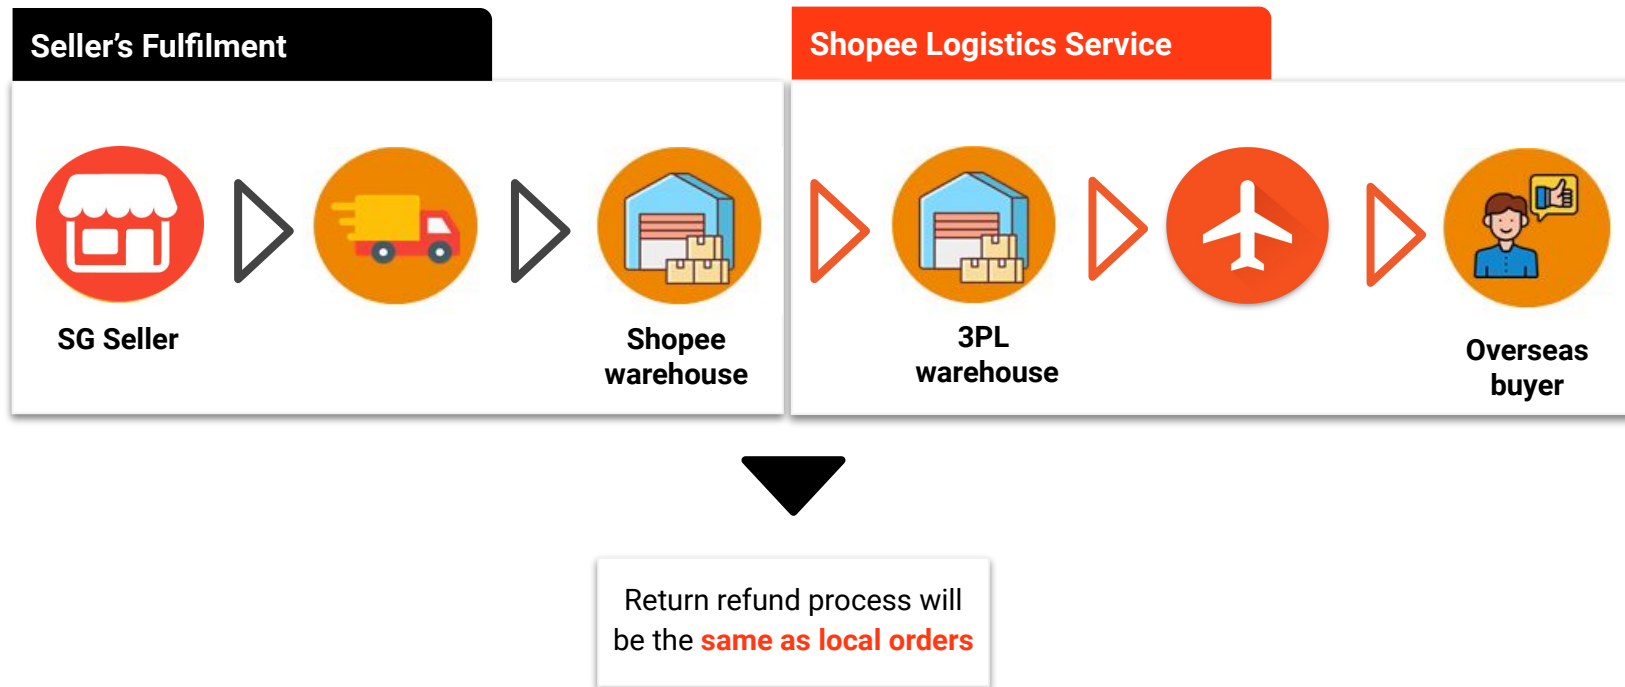 Seller’s Fulfilment
Shopee Logistics Service
SG Seller
Shopee
warehouse
3PL
warehouse
Overseas
buyer
Return refund process will
be the same as local orders